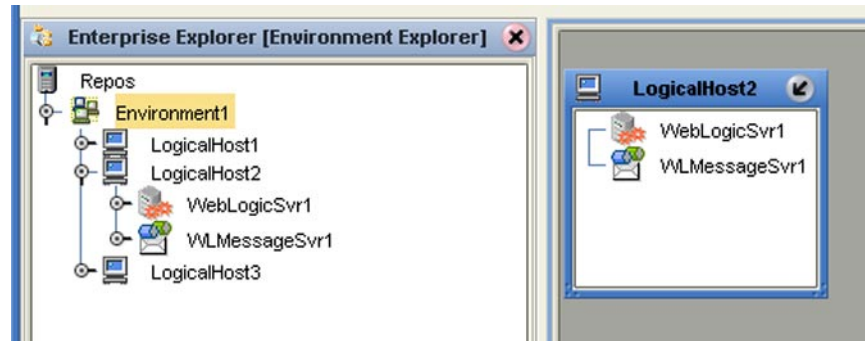 Enterprise Explorer [Environment Explorer]
Repos
Environment1
LogicalHost1
LogicalHost2
WebLogicSvr1
WLMessageSvr1
LogicalHost3
LogicalHost2
WebLogicSvr1
WLMessageSvr1